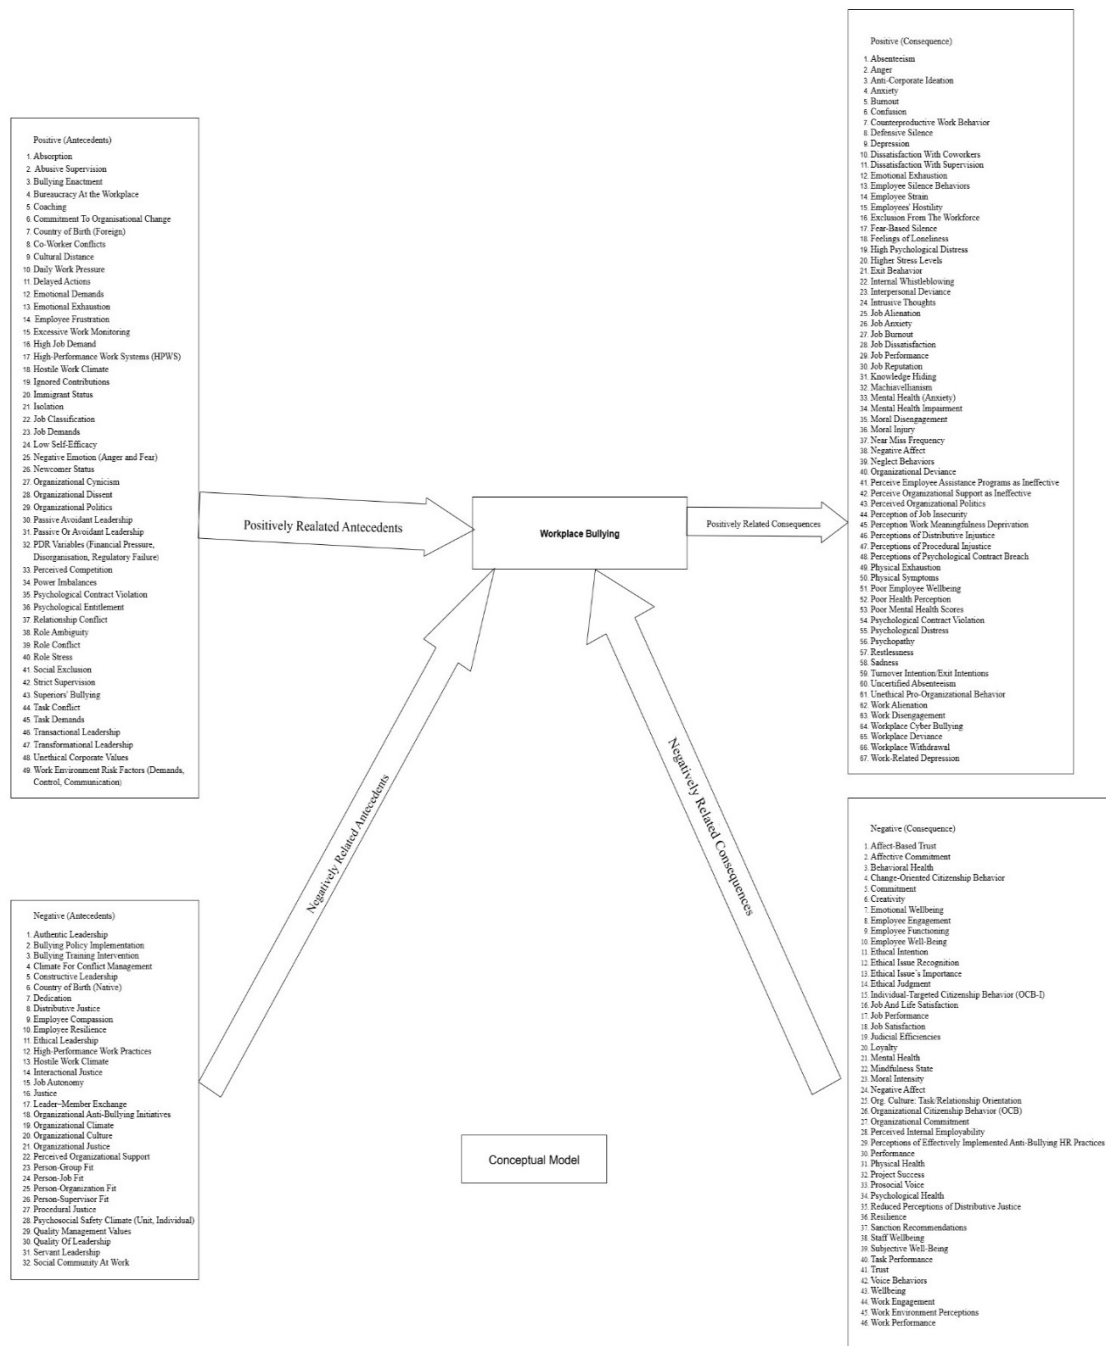 Positive (Antecedents)
1. Absorption
2. Abusive Supervision
3. Bullying Enactment
4. Bureaucracy At the Workplace
5. Coaching
6. Commitment To Organisational Change
7. Country of Birth (Foreign)
8. Co-Worker Conflicts
9. Cultural Distance
10. Daily Work Pressure
11. Delayed Actions
12. Emotional Demands
13. Emotional Exhaustion
14. Employee Frustration
15. Excessive Work Monitoring
16. High Job Demand
17. High-Performance Work Systems (HPWS)
18. Hostile Work Climate
19. Ignored Contributions
20. Immigrant Status
21. Isolation
22. Job Classification
23. Job Demands
24. Low Self-Efficacy
25. Negative Emotion (Anger and Fear)
26. Newcomer Status
27. Organizational Cynicism
28. Organizational Dissent
29. Organizational Politics
30. Passive Avoidant Leadership
31. Passive Or Avoidant Leadership
32. PDR Variables (Financial Pressure,
Disorganisation, Regulatory Failure)
33. Perceived Competition
34. Power Imbalances
35. Psychological Contract Violation
36. Psychological Entitlement
37. Relationship Conflict
38. Role Ambiguity
39. Role Conflict
40. Role Stress
41. Social Exclusion
42. Strict Supervision
43. Superiors' Bullying
44. Task Conflict
45. Task Demands
46. Transactional Leadership
47. Transformational Leadership
48. Unethical Corporate Values
49. Work Environment Risk Factors (Demands,
Control, Communication)
Negative (Antecedents)
1. Authentic Leadership
2. Bullying Policy Implementation
3. Bullying Training Intervention
4. Climate For Conflict Management
5. Constructive Leadership
6. Country of Birth (Native)
7. Dedication
8. Distributive Justice
9. Employee Compassion
10. Employee Resilience
11. Ethical Leadership
12. High-Performance Work Practices
13. Hostile Work Climate
14. Interactional Justice
15. Job Autonomy
16. Justice
17. Leader–Member Exchange
18. Organizational Anti-Bullying Initiatives
19. Organizational Climate
20. Organizational Culture
21. Organizational Justice
22. Perceived Organizational Support
23. Person-Group Fit
24. Person-Job Fit
25. Person-Organization Fit
26. Person-Supervisor Fit
27. Procedural Justice
28. Psychosocial Safety Climate (Unit, Individual)
29. Quality Management Values
30. Quality Of Leadership
31. Servant Leadership
32. Social Community At Work
Positively Realated Antecedents
Negatively Related Antecedents
Workplace Bullying
Positively Related Consequences
Negatively Related Consequences
Conceptual Model
Positive (Consequence)
1. Absenteeism
2. Anger
3. Anti-Corporate Ideation
4. Anxiety
5. Burnout
6. Confusion
7. Counterproductive Work Behavior
8. Defensive Silence
9. Depression
10. Dissatisfaction With Coworkers
11. Dissatisfaction With Supervision
12. Emotional Exhaustion
13. Employee Silence Behaviors
14. Employee Strain
15. Employees' Hostility
16. Exclusion From The Workforce
17. Fear-Based Silence
18. Feelings of Loneliness
19. High Psychological Distress
20. Higher Stress Levels
21. Exit Beahavior
22. Internal Whistleblowing
23. Interpersonal Deviance
24. Intrusive Thoughts
25. Job Alienation
26. Job Anxiety
27. Job Burnout
28. Job Dissatisfaction
29. Job Performance
30. Job Reputation
31. Knowledge Hiding
32. Machiavellianism
33. Mental Health (Anxiety)
34. Mental Health Impairment
35. Moral Disengagement
36. Moral Injury
37. Near Miss Frequency
38. Negative Affect
39. Neglect Behaviors
40. Organizational Deviance
41. Perceive Employee Assistance Programs as Ineffective
42. Perceive Organizational Support as Ineffective
43. Perceived Organizational Politics
44. Perception of Job Insecurity
45. Perception Work Meaningfulness Deprivation
46. Perceptions of Distributive Injustice
47. Perceptions of Procedural Injustice
48. Perceptions of Psychological Contract Breach
49. Physical Exhaustion
50. Physical Symptoms
51. Poor Employee Wellbeing
52. Poor Health Perception
53. Poor Mental Health Scores
54. Psychological Contract Violation
55. Psychological Distress
56. Psychopathy
57. Restlessness
58. Sadness
59. Turnover Intention/Exit Intentions
60. Uncertified Absenteeism
61. Unethical Pro-Organizational Behavior
62. Work Alienation
63. Work Disengagement
64. Workplace Cyber Bullying
65. Workplace Deviance
66. Workplace Withdrawal
67. Work-Related Depression
Negative (Consequence)
1. Affect-Based Trust
2. Affective Commitment
3. Behavioral Health
4. Change-Oriented Citizenship Behavior
5. Commitment
6. Creativity
7. Emotional Wellbeing
8. Employee Engagement
9. Employee Functioning
10. Employee Well-Being
11. Ethical Intention
12. Ethical Issue Recognition
13. Ethical Issue's Importance
14. Ethical Judgment
15. Individual-Targeted Citizenship Behavior (OCB-I)
16. Job And Life Satisfaction
17. Job Performance
18. Job Satisfaction
19. Judicial Efficiencies
20. Loyalty
21. Mental Health
22. Mindfulness State
23. Moral Intensity
24. Negative Affect
25. Org. Culture: Task/Relationship Orientation
26. Organizational Citizenship Behavior (OCB)
27. Organizational Commitment
28. Perceived Internal Employability
29. Perceptions of Effectively Implemented Anti-Bullying HR Practices
30. Performance
31. Physical Health
32. Project Success
33. Prosocial Voice
34. Psychological Health
35. Reduced Perceptions of Distributive Justice
36. Resilience
37. Sanction Recommendations
38. Staff Wellbeing
39. Subjective Well-Being
40. Task Performance
41. Trust
42. Voice Behaviors
43. Wellbeing
44. Work Engagement
45. Work Environment Perceptions
46. Work Performance